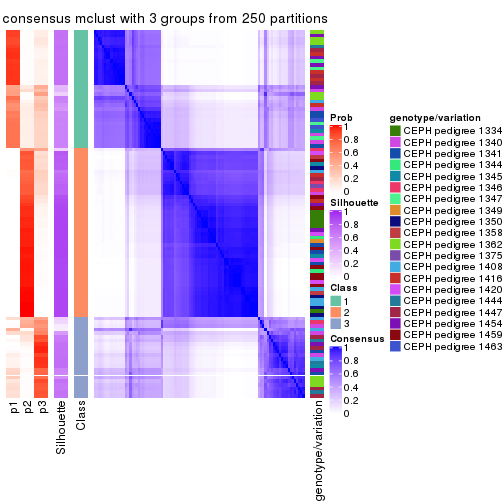 consensus mclust with 3 groups from 250 partitions
Prob
1
0.8
0.6
0.4
0.2
0
Silhouette
1
0.8
0.6
0.4
0.2
0
Class
1
2
3
Consensus
1
0.8
0.6
0.4
0.2
0
genotype/variation
CEPH pedigree 1334
CEPH pedigree 1340
CEPH pedigree 1341
CEPH pedigree 1344
CEPH pedigree 1345
CEPH pedigree 1346
CEPH pedigree 1347
CEPH pedigree 1349
CEPH pedigree 1350
CEPH pedigree 1358
CEPH pedigree 1362
CEPH pedigree 1375
CEPH pedigree 1408
CEPH pedigree 1416
CEPH pedigree 1420
CEPH pedigree 1444
CEPH pedigree 1447
CEPH pedigree 1454
CEPH pedigree 1459
CEPH pedigree 1463
p1
p2
p3
Silhouette
Class
genotype/variation